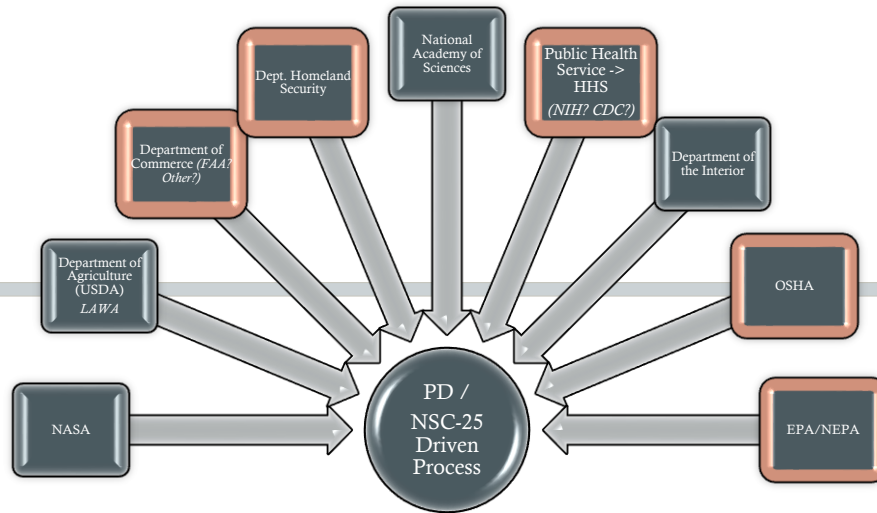 National
Academy of
Sciences
Public Health
Service ->
HHS
(NIH? CDC?)
Dept. Homeland
Security
Department of
Commerce (FAA?
Other?)
Department of
the Interior
Department of
Agriculture
(USDA)
LAWA
OSHA
NASA
PD /
NSC-25
Driven
Process
EPA/NEPA